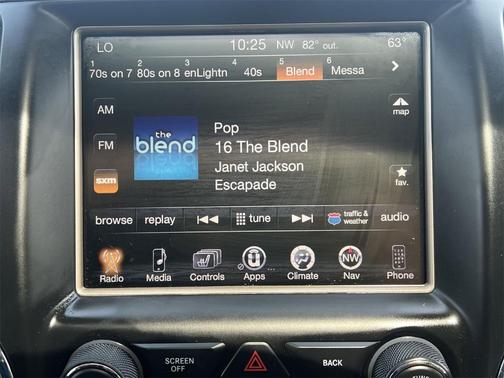 LO 10:25 NW 82° out. 63°
1 70s on 7 2 80s on 8 3 enLightn 4 40s 5 Blend 6 Messa
AM
map
the
blend
Pop
FM
16 The Blend
Janet Jackson
sxm
Escapade
fav.
browse replay tune traffic & weather audio
NW
Radio Media Controls Apps Climate Nav Phone
SCREEN OFF BACK